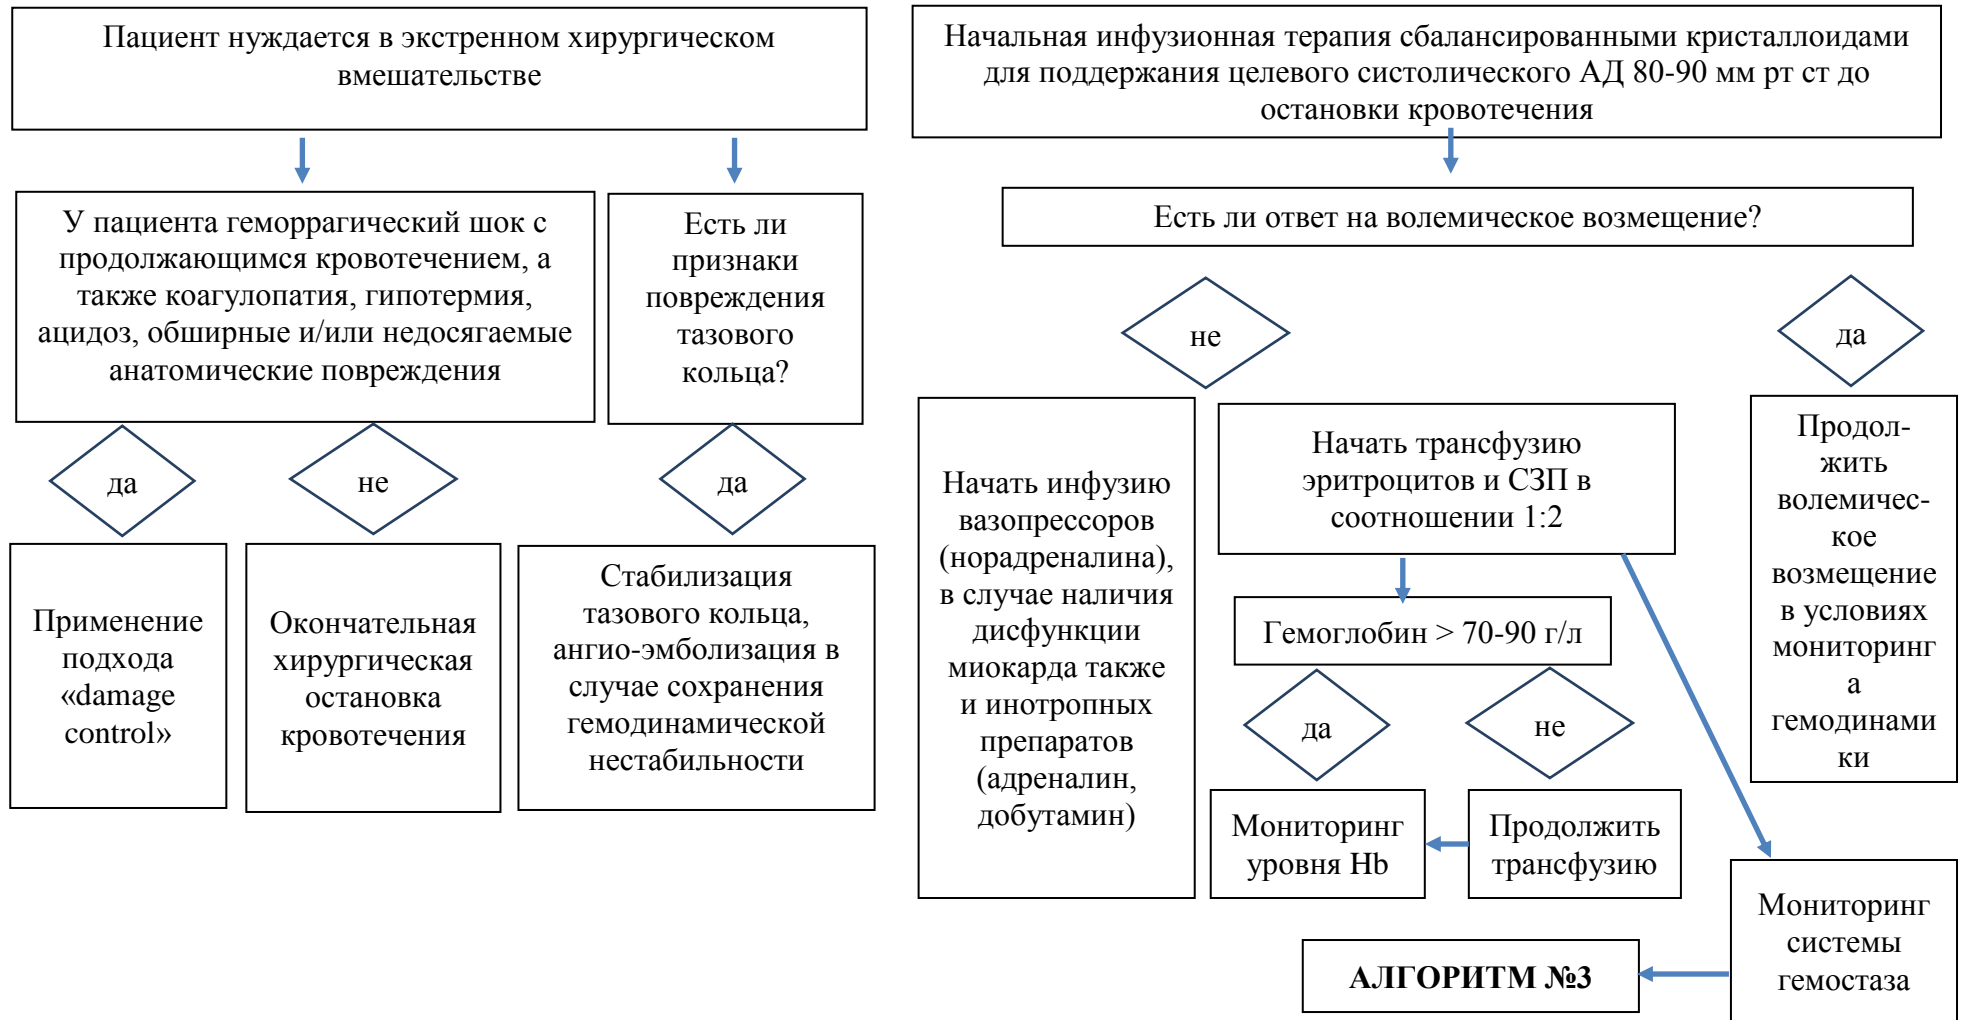 Пациент нуждается в экстренном хирургическом
вмешательстве
У пациента геморрагический шок с
продолжающимся кровотечением, а
также коагулопатия, гипотермия,
ацидоз, обширные и/или недосягаемые
анатомические повреждения
Есть ли
признаки
повреждения
тазового
кольца?
да
не
да
Применение
подхода
«damage
control»
Окончательная
хирургическая
остановка
кровотечения
Стабилизация
тазового кольца,
ангио-эмболизация в
случае сохранения
гемодинамической
нестабильности
Начальная инфузионная терапия сбалансированными кристаллоидами
для поддержания целевого систолического АД 80-90 мм рт ст до
остановки кровотечения
Есть ли ответ на волемическое возмещение?
не
да
Начать инфузию
вазопрессоров
(норадреналина),
в случае наличия
дисфункции
миокарда также
и инотропных
препаратов
(адреналин,
добутамин)
Начать трансфузию
эритроцитов и СЗП в
соотношении 1:2
Гемоглобин > 70-90 г/л
да
не
Мониторинг
уровня Hb
Продолжить
трансфузию
Продол-
жить
волемичес-
кое
возмещение
в условиях
мониторинг
а
гемодинами
ки
Мониторинг
системы
гемостаза
АЛГОРИТМ №3